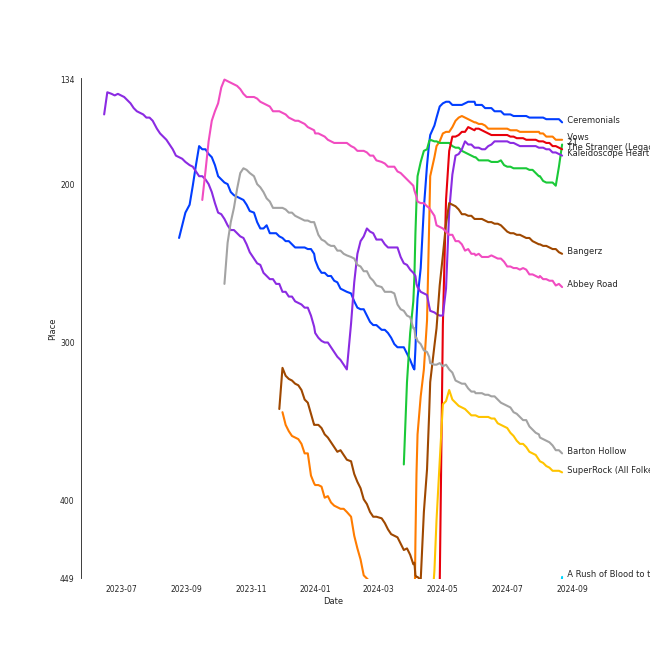 134
200
300
400
449
Place
2023-07
2023-09
2023-11
2024-01
2024-03
2024-05
2024-07
2024-09
Date
Ceremonials
Vows
The Stranger (Legac
Kaleidoscope Heart
Bangerz
Abbey Road
Barton Hollow
SuperRock (All Folke
A Rush of Blood to t